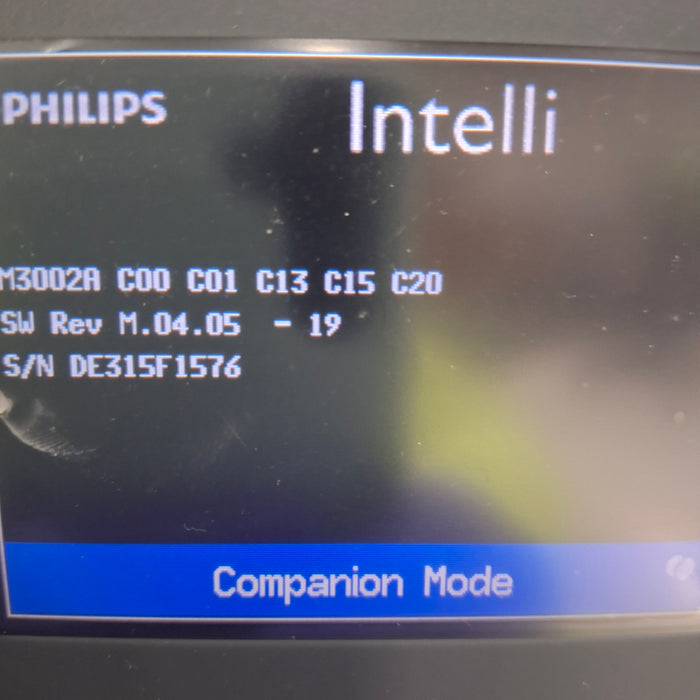 PHILIPS
Intelli
M3002A C00 C01 C13 C15 C20
SW Rev M.04.05 - 19
S/N DE315F1576
Companion Mode